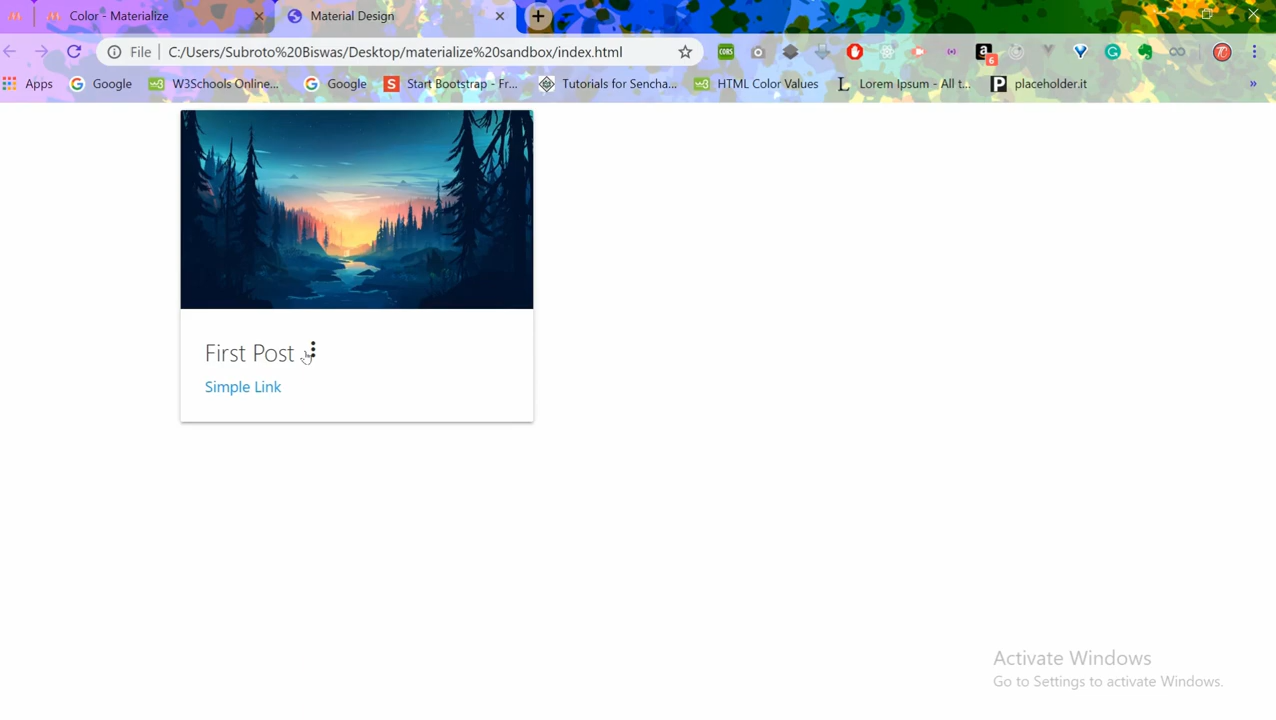 Color - Materialize
Material Design
File
C:/Users/Subroto%20Biswas/Desktop/materialize%20sandbox/index.html
CORS
a
6
Apps
Google
W3Schools Online...
Google
S
Start Bootstrap - Fr...
Tutorials for Sencha...
HTML Color Values
L
Lorem Ipsum - All t...
P
placeholder.it
»
First Post
Simple Link
Activate Windows
Go to Settings to activate Windows.